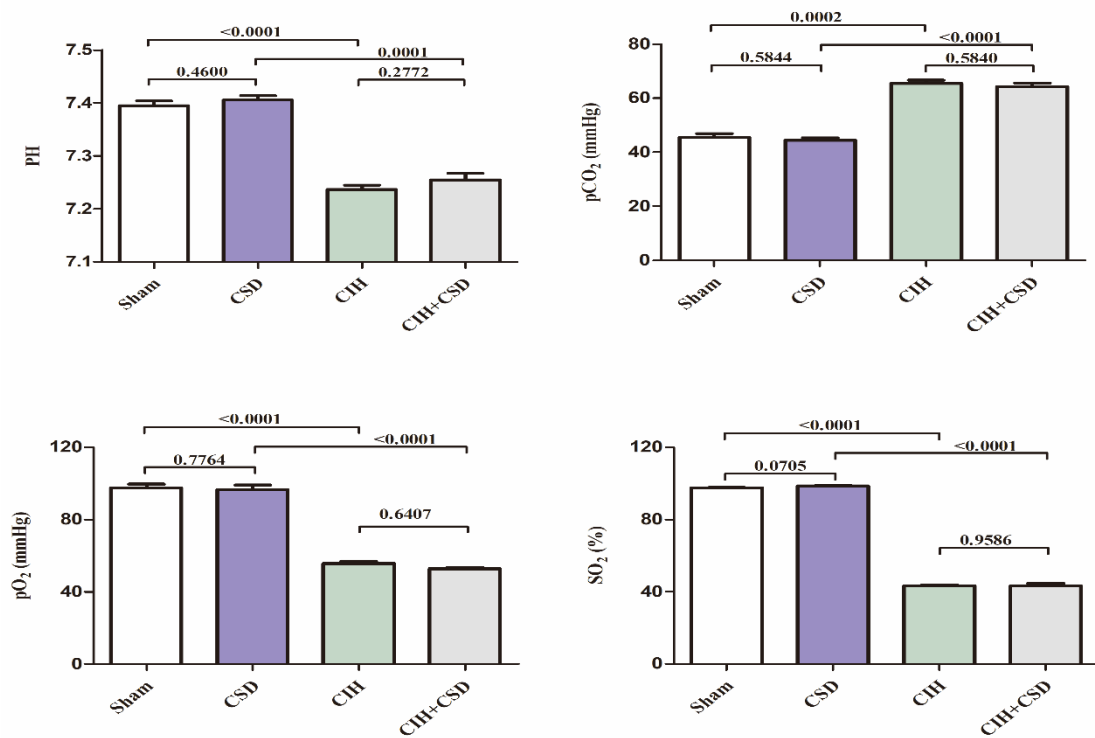 <0.0001
0.0001
0.4600
0.2772
7.5
7.4
7.3
7.2
7.1
PH
Sham
CSD
CIH
CIH+CSD
0.0002
<0.0001
0.5844
0.5840
80
60
40
20
0
pCO₂ (mmHg)
Sham
CSD
CIH
CIH+CSD
<0.0001
<0.0001
0.7764
0.6407
120
80
40
0
pO₂ (mmHg)
Sham
CSD
CIH
CIH+CSD
<0.0001
<0.0001
0.0705
0.9586
120
80
40
0
SO₂ (%)
Sham
CSD
CIH
CIH+CSD